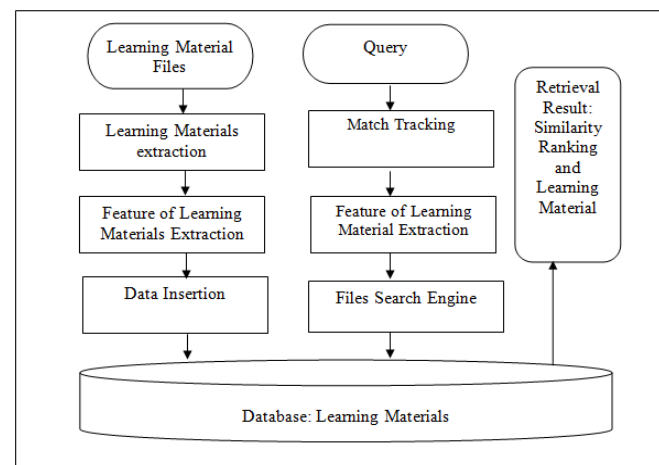 Learning Material
Files
Learning Materials
extraction
Feature of Learning
Materials Extraction
Data Insertion
Query
Match Tracking
Feature of Learning
Material Extraction
Files Search Engine
Retrieval
Result:
Similarity
Ranking
and
Learning
Material
Database: Learning Materials